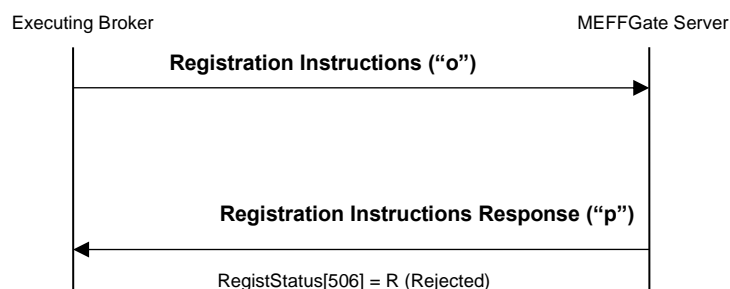 Executing Broker
MEFFGate Server
Registration Instructions (“o”)
Registration Instructions Response (“p”)
RegistStatus[506] = R (Rejected)